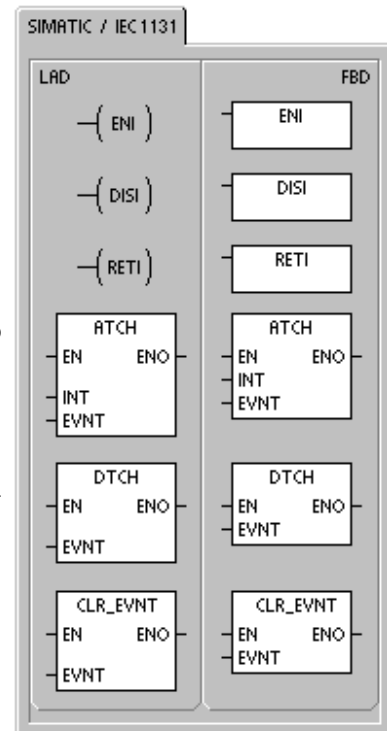 SIMATIC / IEC1131
LAD
FBD
ENI
ENI
DISI
DISI
RETI
RETI
ATCH
EN ENO
INT
EVNT
ATCH
EN ENO
INT
EVNT
DTCH
EN ENO
EVNT
DTCH
EN ENO
EVNT
CLR_EVNT
EN ENO
EVNT
CLR_EVNT
EN ENO
EVNT